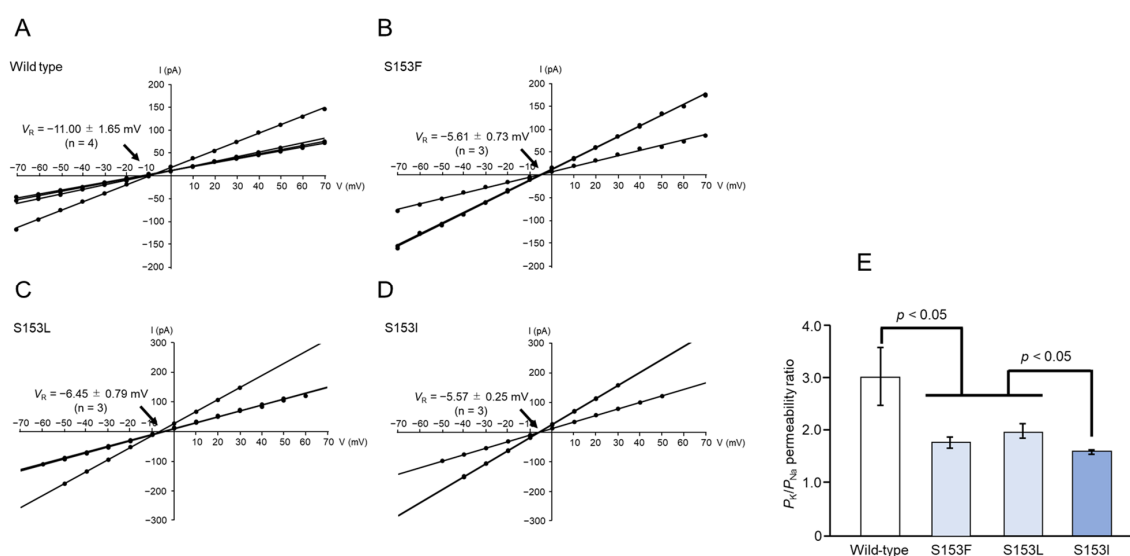 A
Wild type
I (pA)
200
150
100
50
V_R = −11.00 ± 1.65 mV
(n = 4)
−70 −60 −50 −40 −30 −20 −10
10 20 30 40 50 60 70
V (mV)
−50
−100
−150
−200
B
S153F
I (pA)
200
150
100
50
V_R = −5.61 ± 0.73 mV
(n = 3)
−70 −60 −50 −40 −30 −20 −10
10 20 30 40 50 60 70
V (mV)
−50
−100
−150
−200
C
S153L
I (pA)
300
200
100
V_R = −6.45 ± 0.79 mV
(n = 3)
−70 −60 −50 −40 −30 −20 −10
10 20 30 40 50 60 70
V (mV)
−100
−200
−300
D
S153I
I (pA)
300
200
100
V_R = −5.57 ± 0.25 mV
(n = 3)
−70 −60 −50 −40 −30 −20 −10
10 20 30 40 50 60 70
V (mV)
−100
−200
−300
E
P_K/P_Na permeability ratio
4.0
3.0
2.0
1.0
0
p < 0.05
p < 0.05
Wild-type S153F S153L S153I